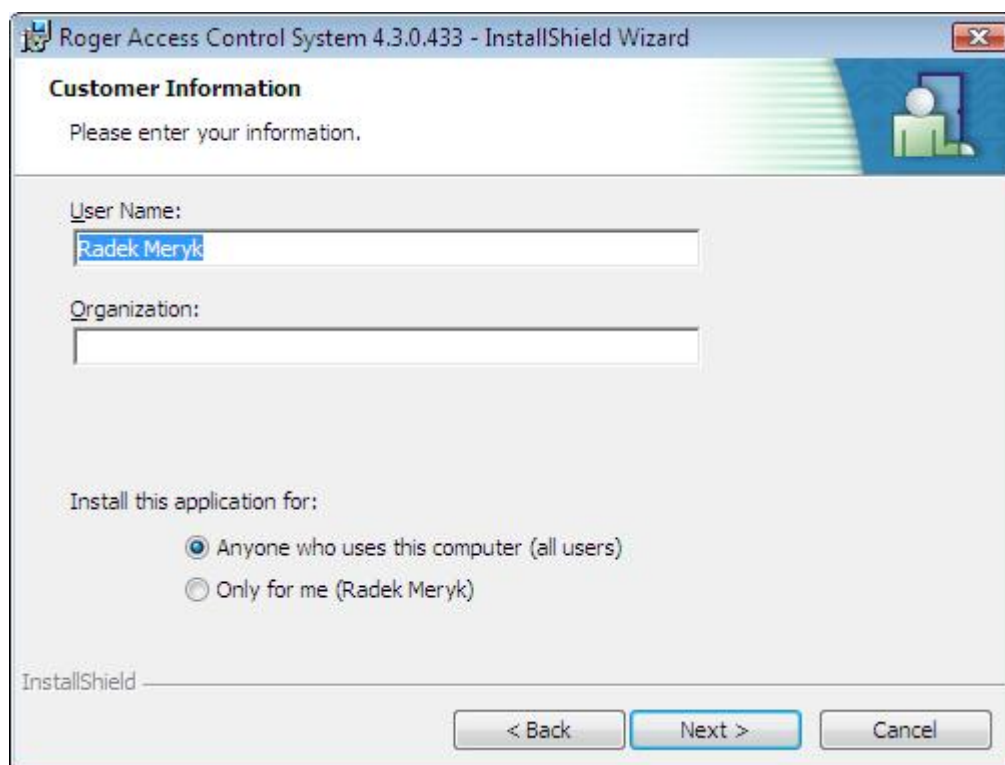 Roger Access Control System 4.3.0.433 - InstallShield Wizard
Customer Information
Please enter your information.
User Name:
Radek Meryk
Organization:
Install this application for:
Anyone who uses this computer (all users)
Only for me (Radek Meryk)
InstallShield
< Back Next > Cancel